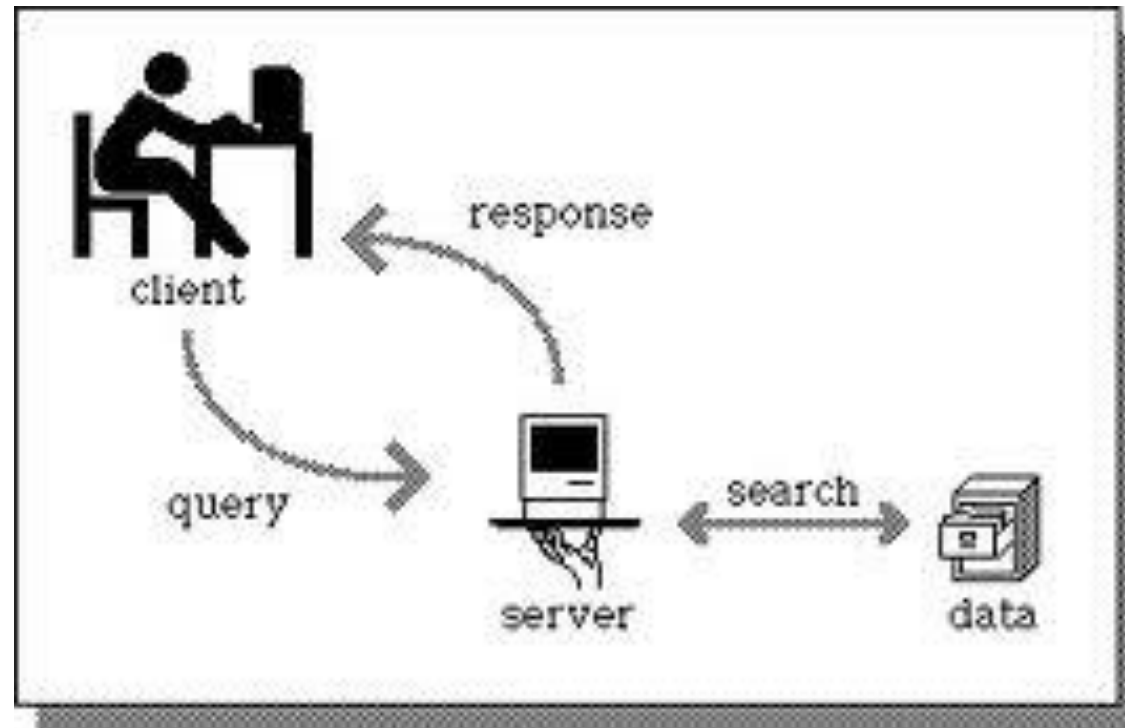 response
client
query
search
server
data